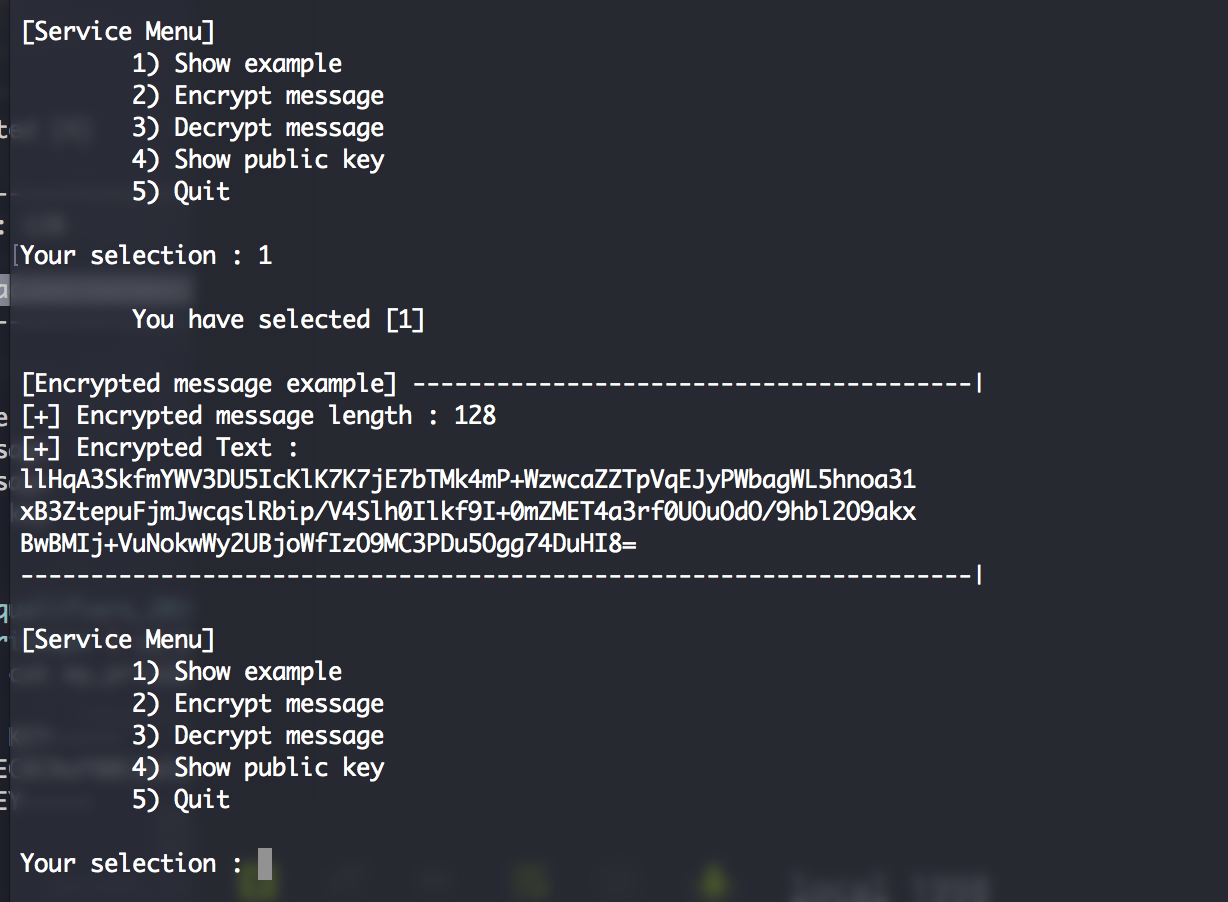 [Service Menu]
1) Show example
2) Encrypt message
3) Decrypt message
4) Show public key
5) Quit
Your selection : 1
You have selected [1]
[Encrypted message example] ----------------------------------------|
[+] Encrypted message length : 128
[+] Encrypted Text :
llHqA3SkfmYWV3DU5IcKlK7K7jE7bTMk4mP+WzwcaZZTpVqEJyPWbagWL5hnoa31
xB3ZtepuFjmJwcqslRbip/V4Slh0Ilkf9I+0mZMET4a3rf0UOuOdO/9hbl2O9akx
BwBMIj+VuNokwWy2UBjoWfIzO9MC3PDu5Ogg74DuHI8=
--------------------------------------------------------------------|
[Service Menu]
1) Show example
2) Encrypt message
3) Decrypt message
4) Show public key
5) Quit
Your selection :